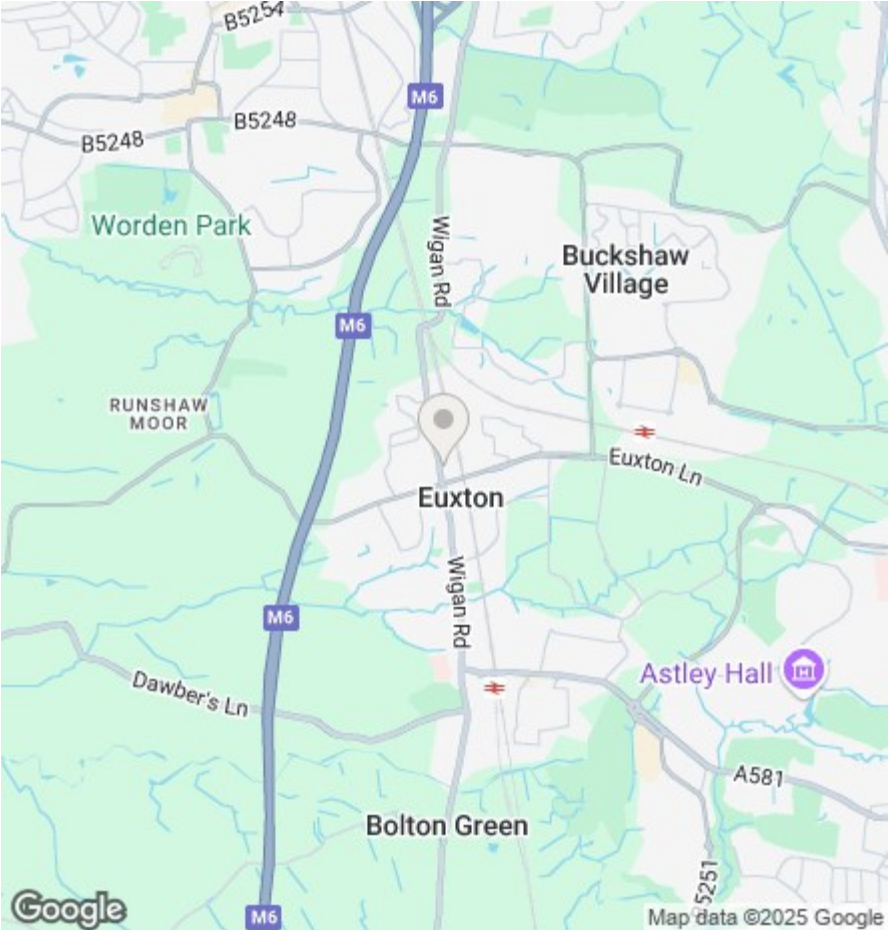 B5254
M6
B5248
B5248
Worden Park
Wigan Rd
Buckshaw
Village
M6
RUNSHAW
MOOR
Euxton Ln
Euxton
Wigan Rd
M6
Astley Hall
Dawber's Ln
A581
Bolton Green
B5251
M6
Google
Map data ©2025 Google